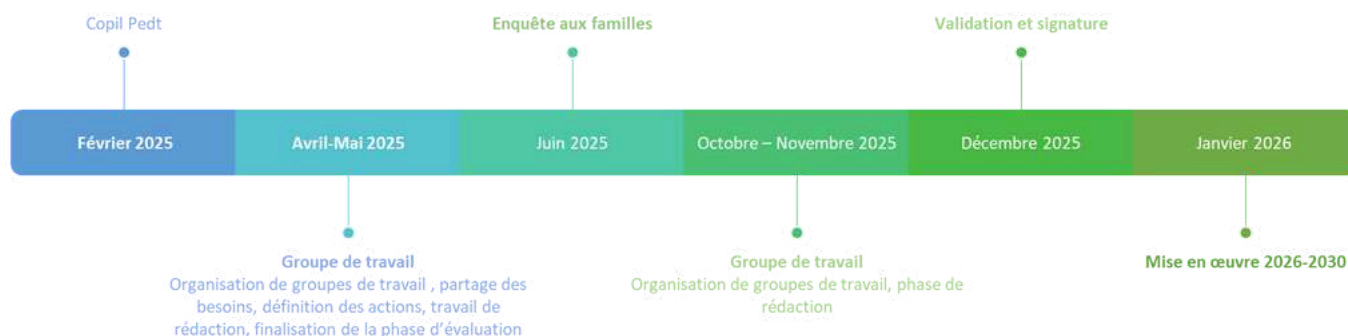 Copil Pedt
Enquête aux familles
Validation et signature
Février 2025
Avril-Mai 2025
Juin 2025
Octobre – Novembre 2025
Décembre 2025
Janvier 2026
Groupe de travail
Organisation de groupes de travail , partage des
besoins, définition des actions, travail de
rédaction, finalisation de la phase d'évaluation
Groupe de travail
Organisation de groupes de travail, phase de
rédaction
Mise en œuvre 2026-2030